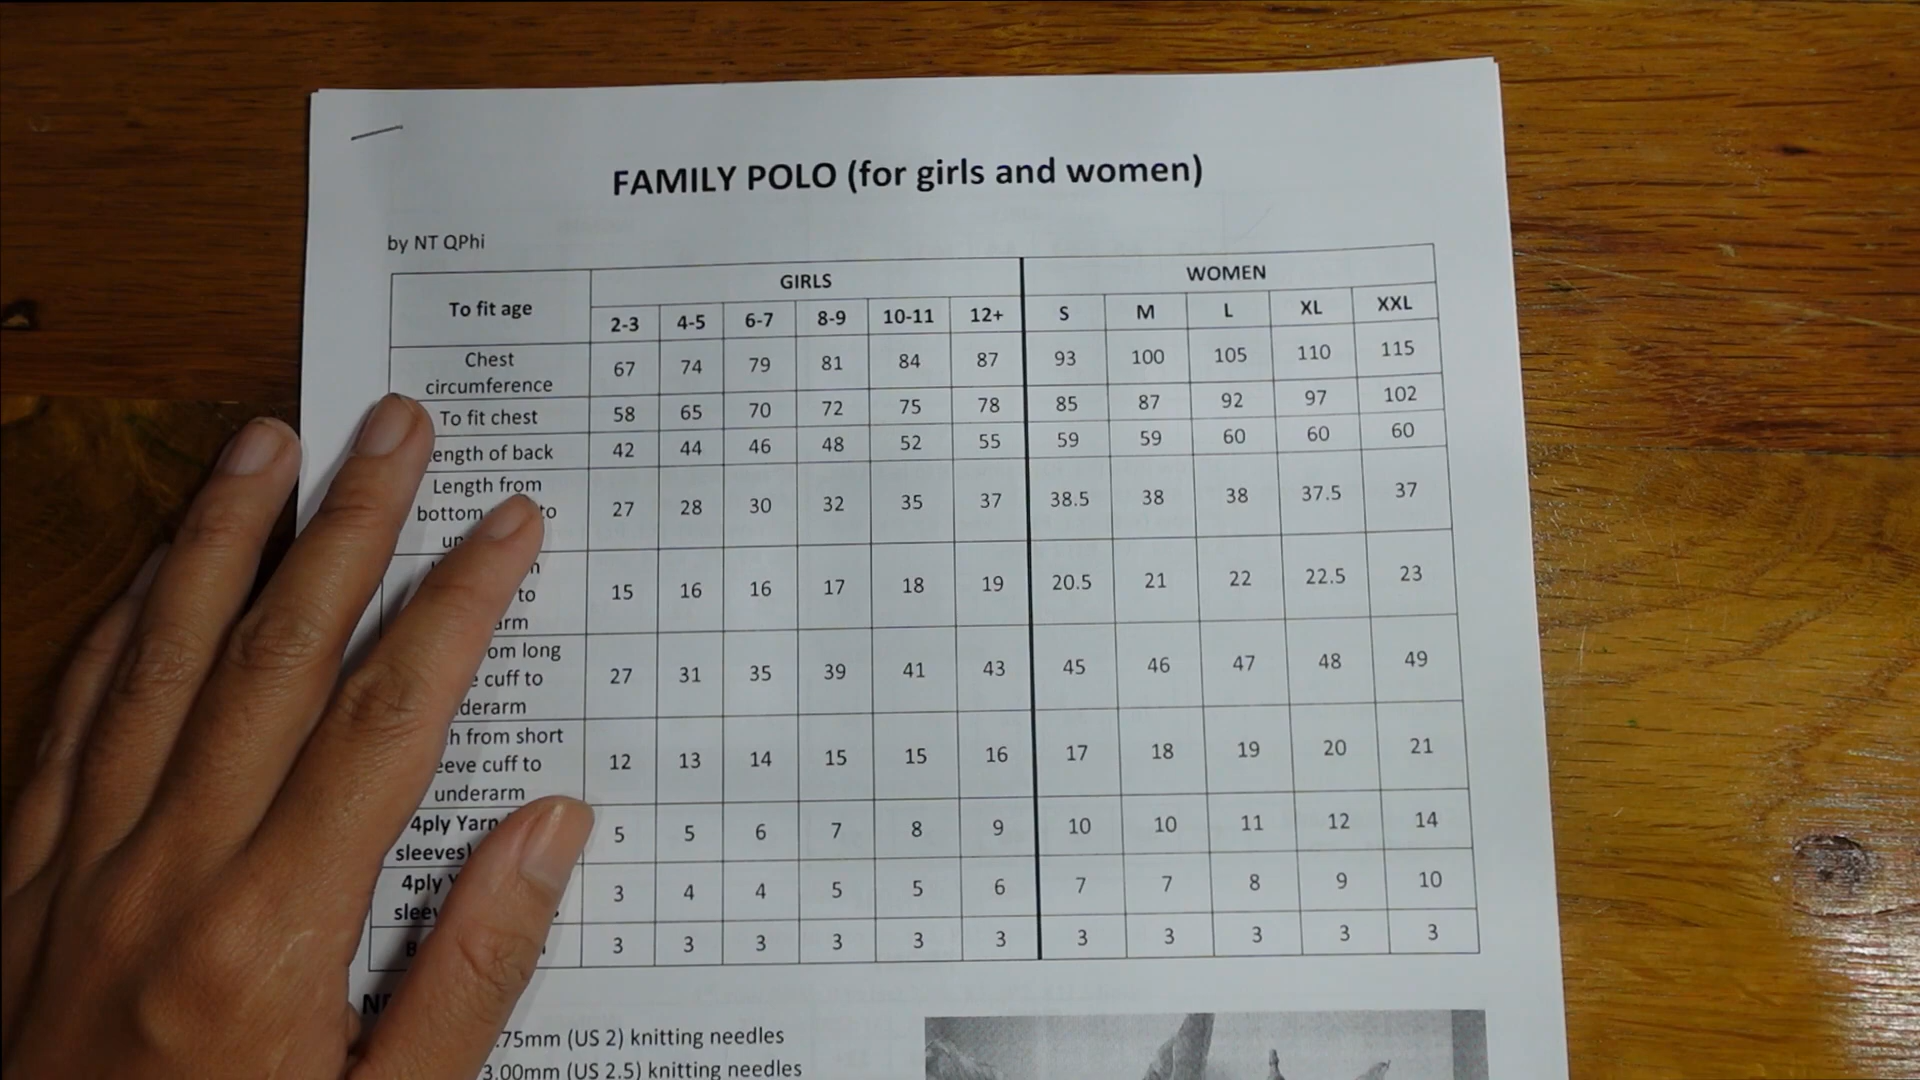 FAMILY POLO (for girls and women)
by NT QPhi
To fit age GIRLS WOMEN
2-3 4-5 6-7 8-9 10-11 12+ S M L XL XXL
Chest
circumference 67 74 79 81 84 87 93 100 105 110 115
To fit chest 58 65 70 72 75 78 85 87 92 97 102
ength of back 42 44 46 48 52 55 59 59 60 60 60
Length from
bottom to 27 28 30 32 35 37 38.5 38 38 37.5 37
to 15 16 16 17 18 19 20.5 21 22 22.5 23
arm
om long
cuff to 27 31 35 39 41 43 45 46 47 48 49
derarm
h from short
eeve cuff to 12 13 14 15 15 16 17 18 19 20 21
underarm
4ply Yarn 5 5 6 7 8 9 10 10 11 12 14
sleeves)
4ply 3 4 4 5 5 6 7 7 8 9 10
slee
3 3 3 3 3 3 3 3 3 3 3
.75mm (US 2) knitting needles
3.00mm (US 2.5) knitting needles